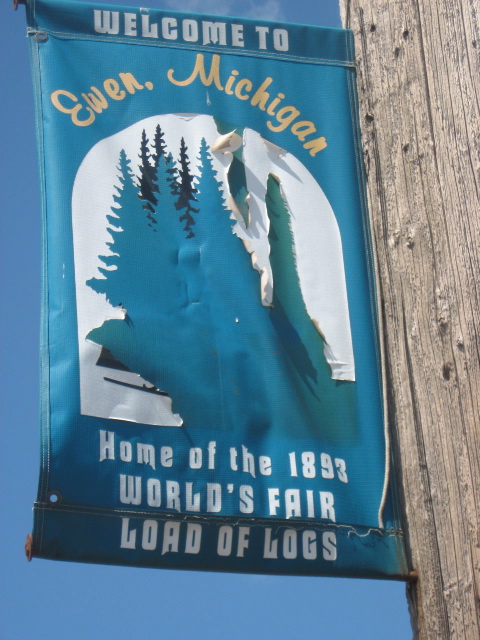 WELCOME TO
Ewen, Michigan
Home of the 1893
WORLD'S FAIR
LOAD OF LOGS